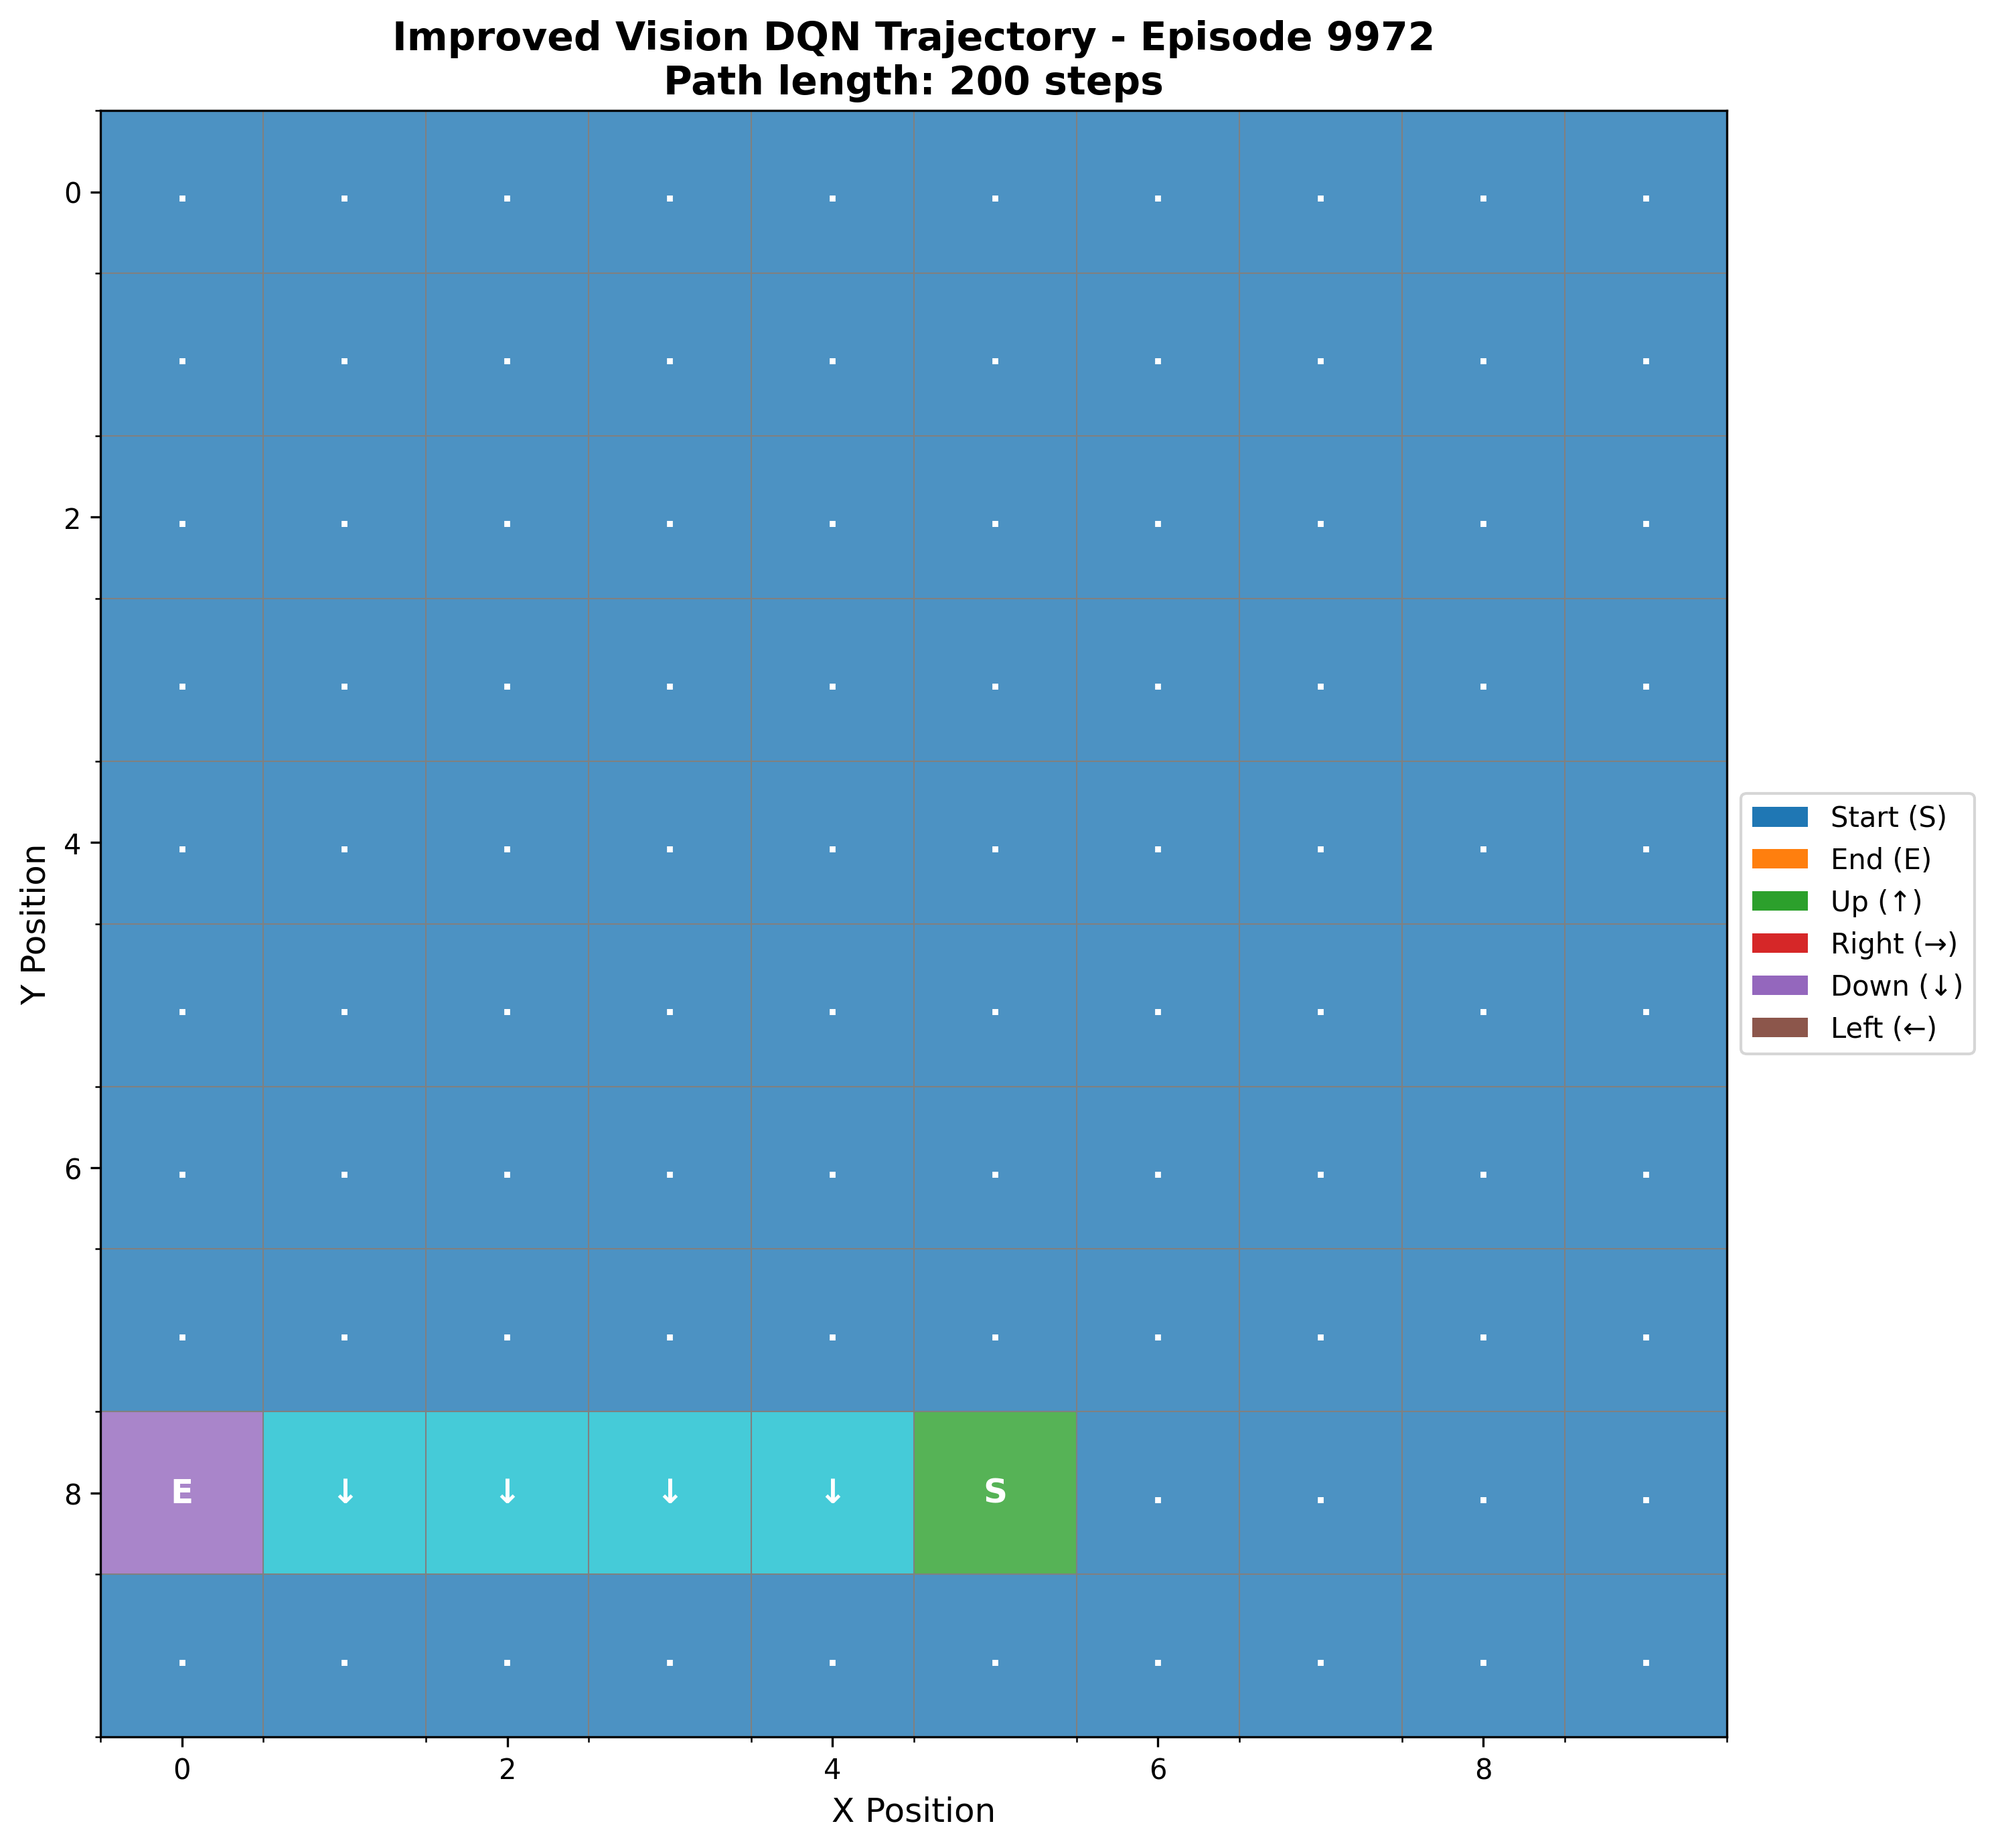 Improved Vision DQN Trajectory - Episode 9972
Path length: 200 steps
0
2
4
6
8
Y Position
E ↓ ↓ ↓ ↓ S
0 2 4 6 8
X Position
Start (S)
End (E)
Up (↑)
Right (→)
Down (↓)
Left (←)